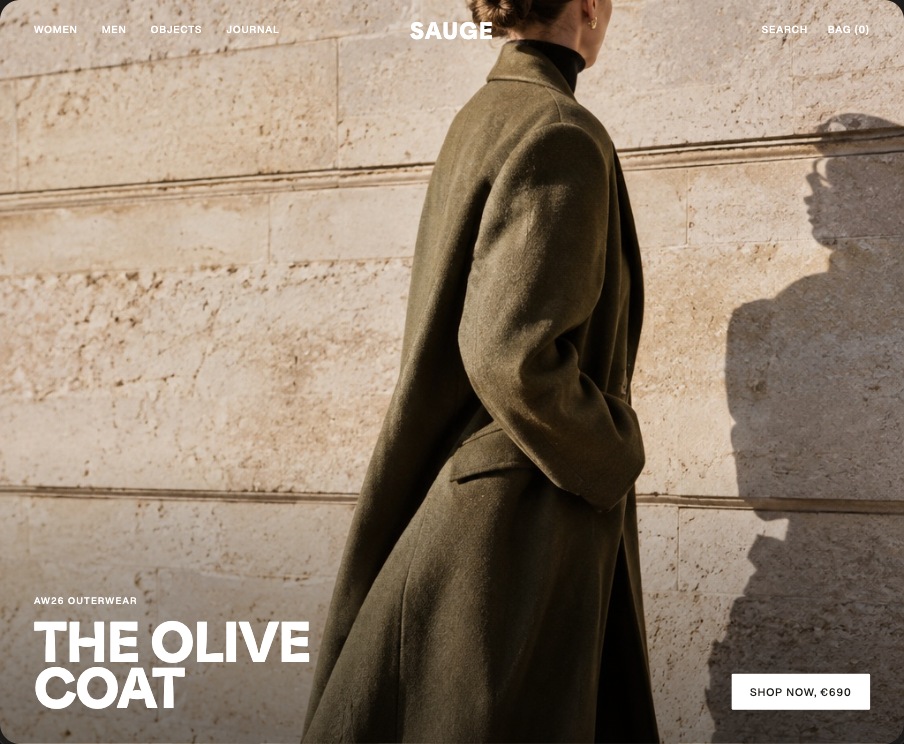 WOMEN MEN OBJECTS JOURNAL SAUGE SEARCH BAG (0)
AW26 OUTERWEAR
THE OLIVE
COAT
SHOP NOW, €690